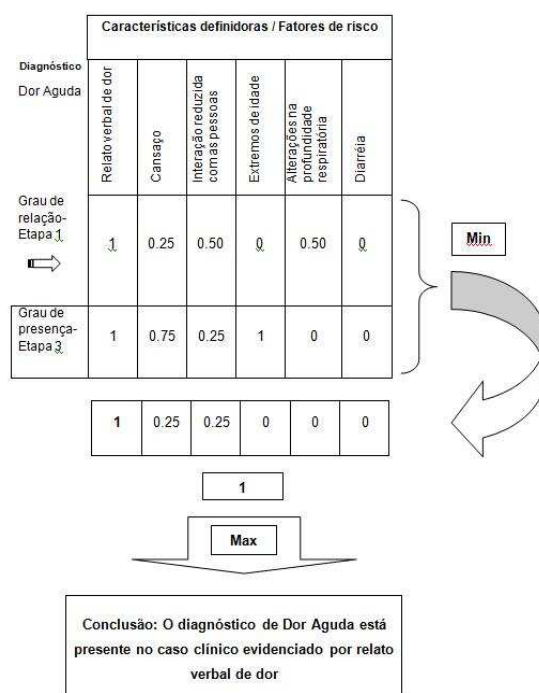 Características definidoras / Fatores de risco
Diagnóstico
Dor Aguda
Relato verbal de dor
Cansaço
Interação reduzida
com as pessoas
Extremos de idade
Alterações na
profundidade
respiratória
Diarréia
Grau de
relação-
Etapa 1
1 0.25 0.50 0 0.50 0
Min
Grau de
presença-
Etapa 3
1 0.75 0.25 1 0 0
1 0.25 0.25 0 0 0
1
Max
Conclusão: O diagnóstico de Dor Aguda está
presente no caso clínico evidenciado por relato
verbal de dor